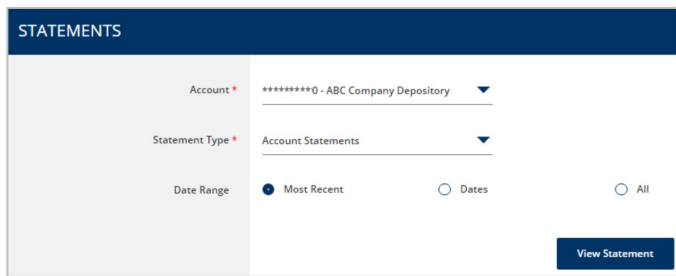 STATEMENTS
Account * *********0 - ABC Company Depository
Statement Type * Account Statements
Date Range Most Recent Dates All
View Statement